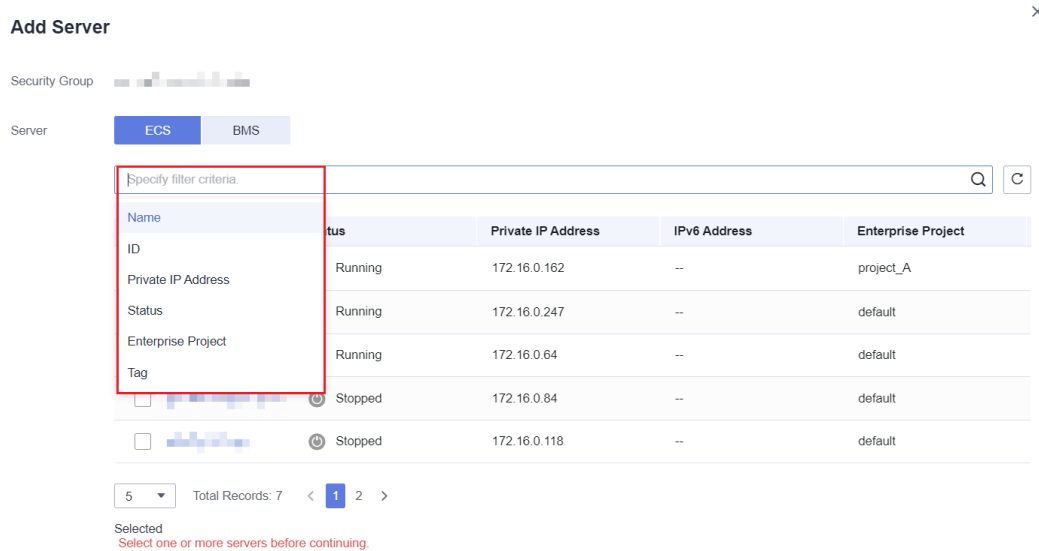 Add Server
Security Group
Server ECS BMS
Specify filter criteria.
Name
ID
Private IP Address
Status
Enterprise Project
Tag
tus Private IP Address IPv6 Address Enterprise Project
Running 172.16.0.162 -- project_A
Running 172.16.0.247 -- default
Running 172.16.0.64 -- default
Stopped 172.16.0.84 -- default
Stopped 172.16.0.118 -- default
5 Total Records: 7 < 1 2 >
Selected
Select one or more servers before continuing.